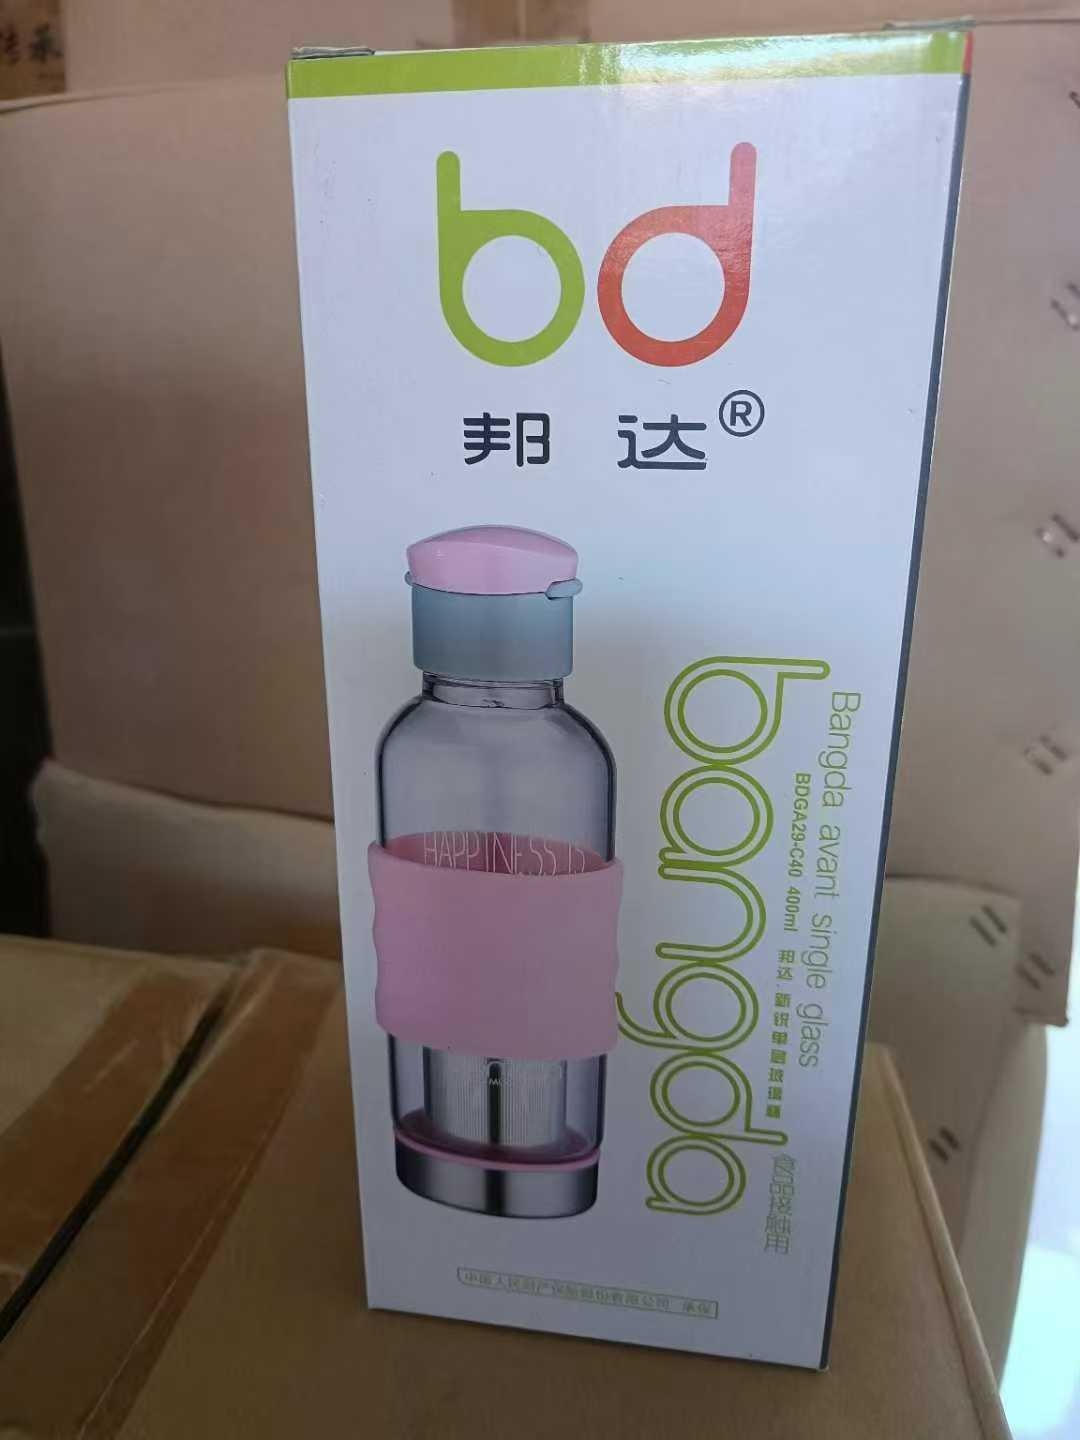 bd
邦达®
HAPPINESS IS
bangda
Bangda avant single glass
BDGA29-C40 400ml 邦达·新锐单层玻璃杯
食品接触用
中国人民财产保险股份有限公司 承保